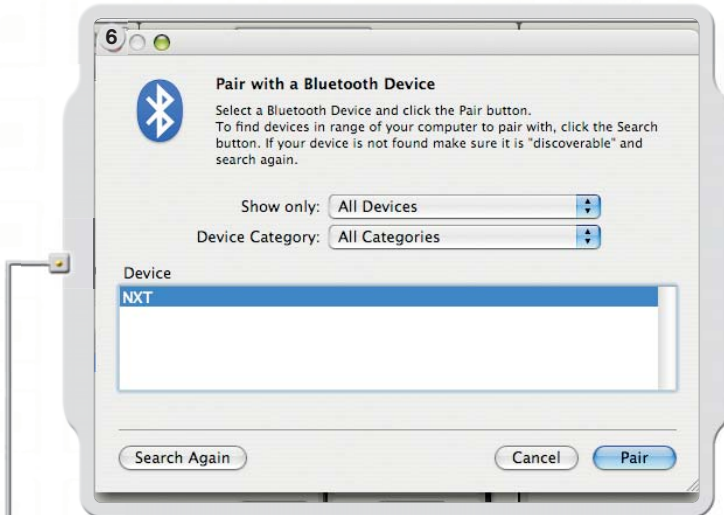 6
Pair with a Bluetooth Device
Select a Bluetooth Device and click the Pair button.
To find devices in range of your computer to pair with, click the Search
button. If your device is not found make sure it is "discoverable" and
search again.
Show only: All Devices
Device Category: All Categories
Device
NXT
Search Again Cancel Pair